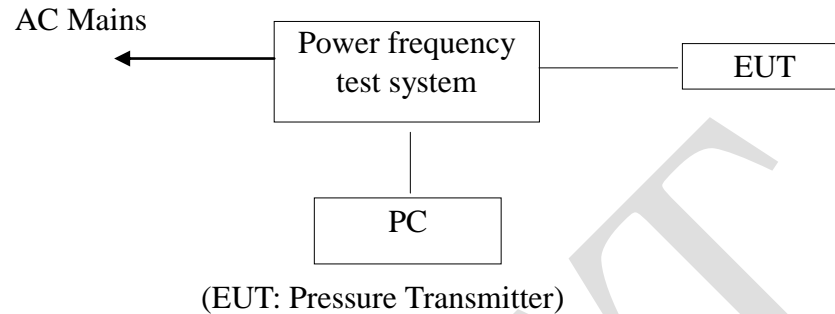 AC Mains
Power frequency
test system
EUT
PC
(EUT: Pressure Transmitter)